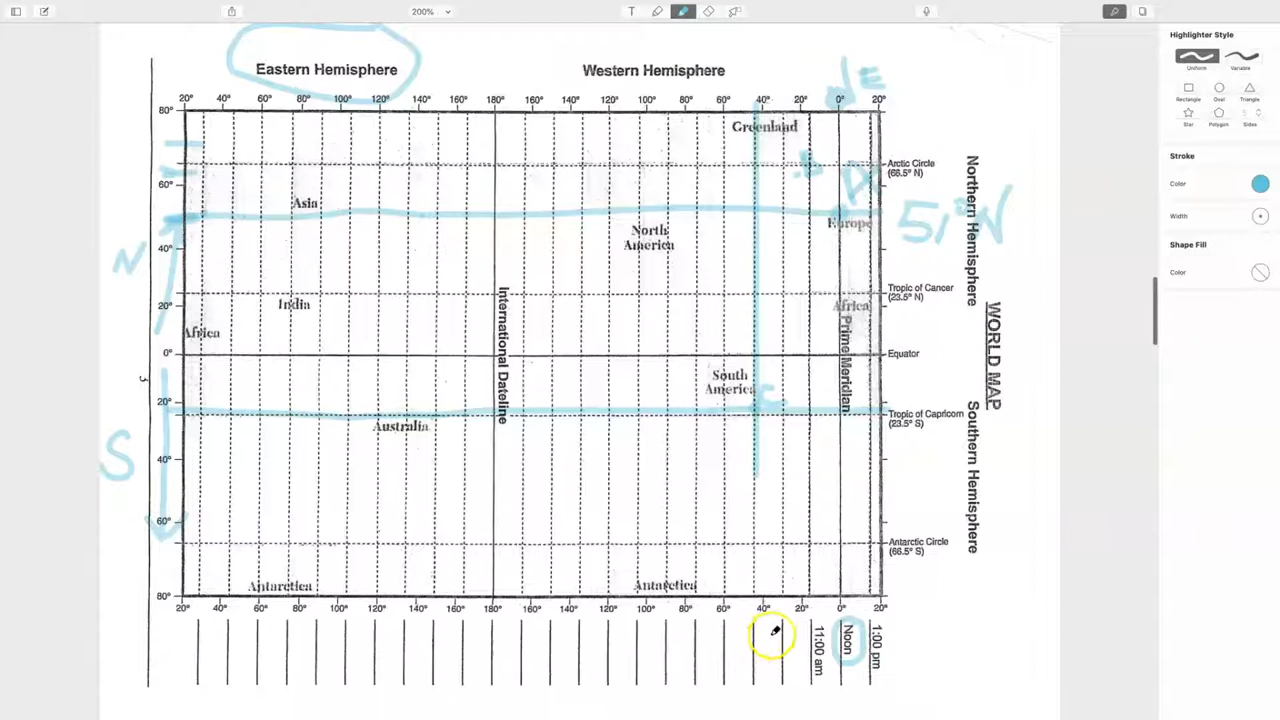 200%
T
Highlighter Style
Uniform
Variable
Rectangle
Oval
Triangle
Star
Polygon
5
Sides
Stroke
Color
Width
Shape Fill
Color
Eastern Hemisphere
Western Hemisphere
N E
20° 40° 60° 80° 100° 120° 140° 160° 180° 160° 140° 120° 100° 80° 60° 40° 20° 0° 20°
80°
Greenland
Arctic Circle
(66.5° N)
60°
Asia
51° N
Europe
North
America
40°
N
Tropic of Cancer
(23.5° N)
20°
India
Africa
Africa
0°
Equator
South
America
20°
Tropic of Capricorn
(23.5° S)
Australia
S
40°
60°
Antarctic Circle
(66.5° S)
Antarctica
Antarctica
80°
20° 40° 60° 80° 100° 120° 140° 160° 180° 160° 140° 120° 100° 80° 60° 40° 20° 0° 20°
International Dateline
Prime Meridian
Northern Hemisphere
Southern Hemisphere
WORLD MAP
11:00 am
Noon
1:00 pm
5